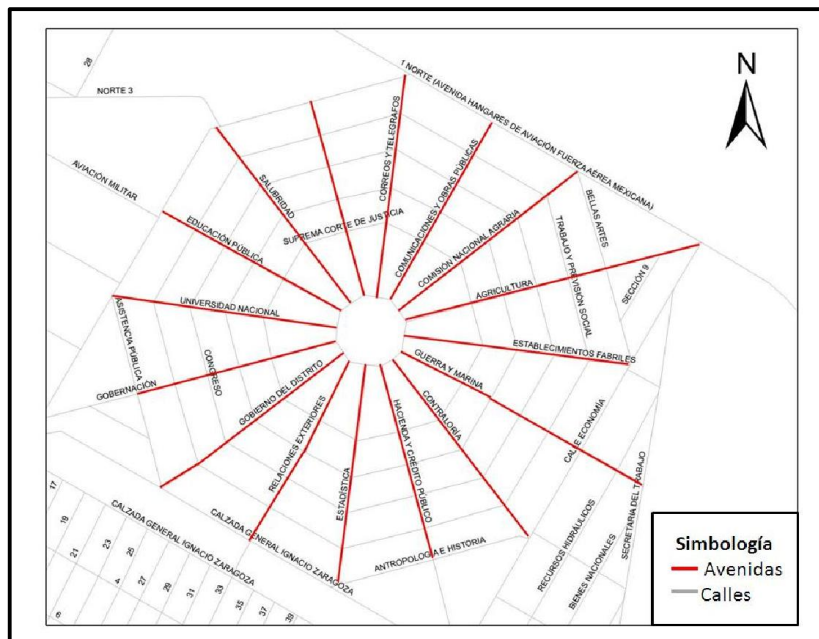 28
NORTE 3
1 NORTE (AVENIDA HANGARES DE AVIACIÓN FUERZA AÉREA MEXICANA)
N
AVIACIÓN MILITAR
SALUBRIDAD
CORREOS Y TELEGRAFOS
COMUNICACIONES Y OBRAS PÚBLICAS
EDUCACIÓN PÚBLICA
SUPREMA CORTE DE JUSTICIA
COMISIÓN NACIONAL AGRARIA
BELLAS ARTES
TRABAJO Y PREVISIÓN SOCIAL
AGRICULTURA
SECCIÓN 9
UNIVERSIDAD NACIONAL
ASISTENCIA PÚBLICA
CONGRESO
GOBERNACIÓN
ESTABLECIMIENTOS FABRILES
GUERRA Y MARINA
GOBIERNO DEL DISTRITO
RELACIONES EXTERIORES
ESTADÍSTICA
HACIENDA Y CRÉDITO PÚBLICO
CONTRALORÍA
CALLE ECONOMÍA
CALZADA GENERAL IGNACIO ZARAGOZA
CALZADA GENERAL IGNACIO ZARAGOZA
ANTROPOLOGIA E HISTORIA
RECURSOS HIDRÁULICOS
BIENES NACIONALES
SECRETARÍA DEL TRABAJO
17
19
21
23
25
4
27
29
31
33
35
37
39
Simbología
Avenidas
Calles